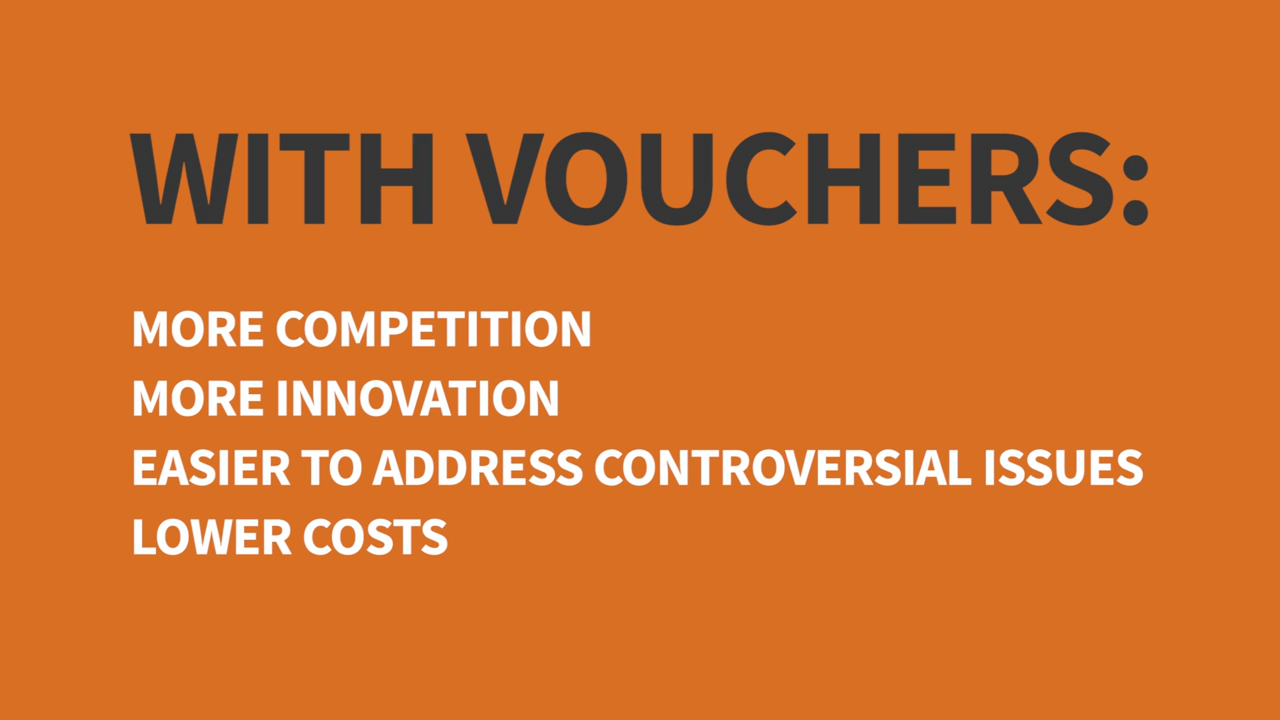 WITH VOUCHERS:
MORE COMPETITION
MORE INNOVATION
EASIER TO ADDRESS CONTROVERSIAL ISSUES
LOWER COSTS